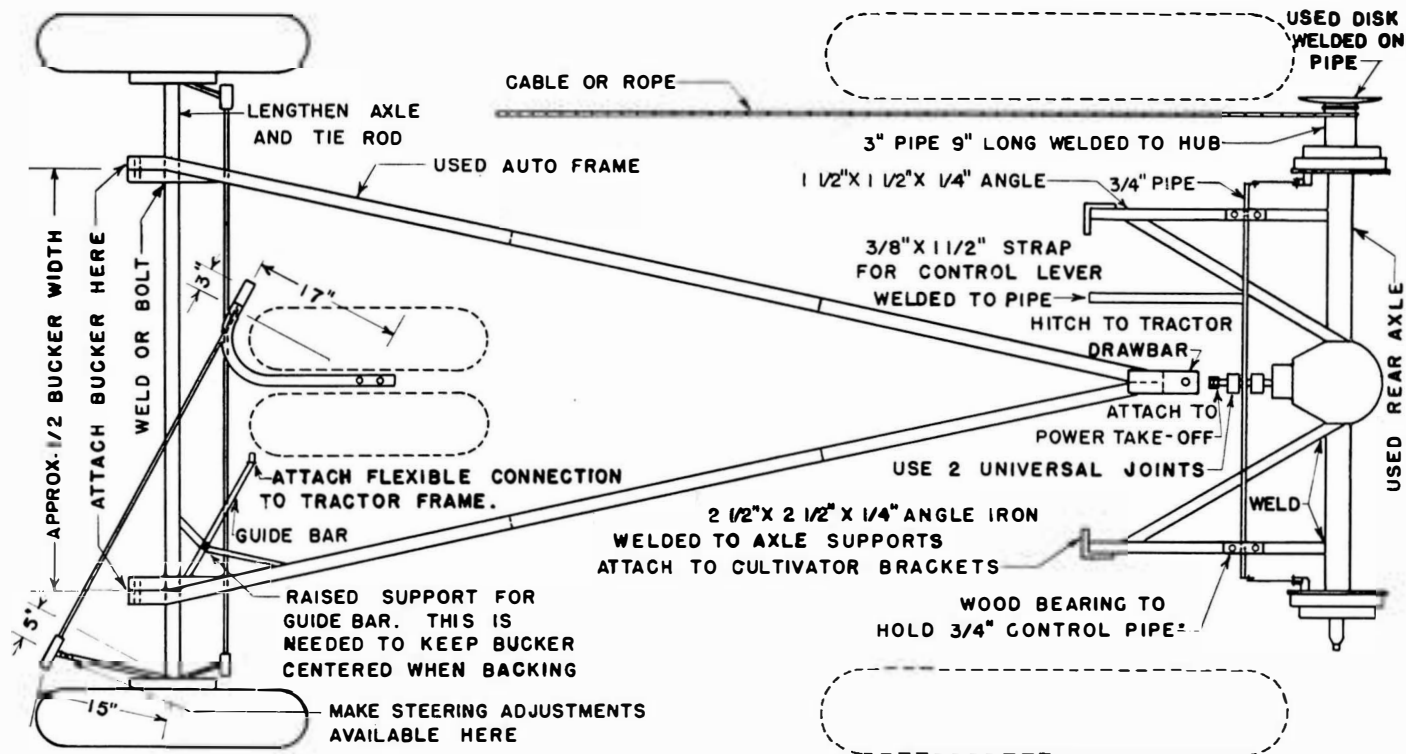 USED DISK
WELDED ON
PIPE
CABLE OR ROPE
LENGTHEN AXLE
AND TIE ROD
3" PIPE 9" LONG WELDED TO HUB
USED AUTO FRAME
1 1/2" X 1 1/2" X 1/4" ANGLE
3/4" PIPE
APPROX. 1/2 BUCKER WIDTH
ATTACH BUCKER HERE
WELD OR BOLT
3"
17"
3/8" X 1 1/2" STRAP
FOR CONTROL LEVER
WELDED TO PIPE
HITCH TO TRACTOR
DRAWBAR
USED REAR AXLE
ATTACH TO
POWER TAKE-OFF
USE 2 UNIVERSAL JOINTS
ATTACH FLEXIBLE CONNECTION
TO TRACTOR FRAME.
GUIDE BAR
WELD
2 1/2" X 2 1/2" X 1/4" ANGLE IRON
WELDED TO AXLE SUPPORTS
ATTACH TO CULTIVATOR BRACKETS
RAISED SUPPORT FOR
GUIDE BAR. THIS IS
NEEDED TO KEEP BUCKER
CENTERED WHEN BACKING
WOOD BEARING TO
HOLD 3/4" CONTROL PIPE
5"
15"
MAKE STEERING ADJUSTMENTS
AVAILABLE HERE